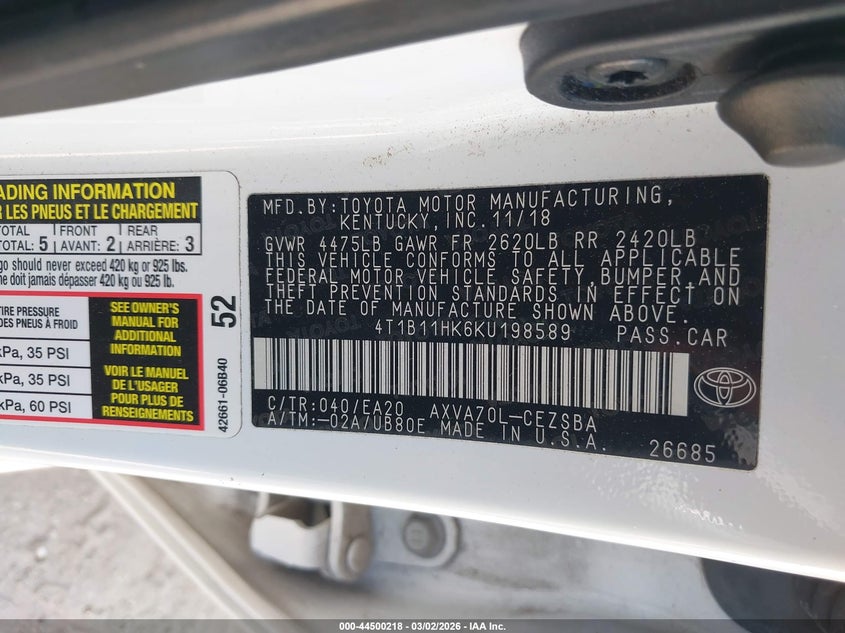 ADING INFORMATION
R LES PNEUS ET LE CHARGEMENT
TOTAL FRONT REAR
TOTAL: 5 AVANT: 2 ARRIÈRE: 3
go should never exceed 420 kg or 925 lbs.
ne doit jamais dépasser 420 kg ou 925 lb.
TIRE PRESSURE
DES PNEUS À FROID
kPa, 35 PSI
kPa, 35 PSI
kPa, 60 PSI
SEE OWNER'S
MANUAL FOR
ADDITIONAL
INFORMATION
VOIR LE MANUEL
DE L'USAGER
POUR PLUS DE
RENSEIGNEMENTS
52
42661-06B40
MFD.BY: TOYOTA MOTOR MANUFACTURING,
KENTUCKY, INC. 11/18
GVWR 4475LB GAWR FR 2620LB RR 2420LB
THIS VEHICLE CONFORMS TO ALL APPLICABLE
FEDERAL MOTOR VEHICLE SAFETY, BUMPER, AND
THEFT PREVENTION STANDARDS IN EFFECT ON
THE DATE OF MANUFACTURE SHOWN ABOVE.
4T1B11HK6KU198589 PASS.CAR
C/TR: 040/EA20 AXVA70L-CEZSBA
A/TM:-02A/UB80E MADE IN U.S.A.
26685
000-44500218 - 03/02/2026 - IAA Inc.